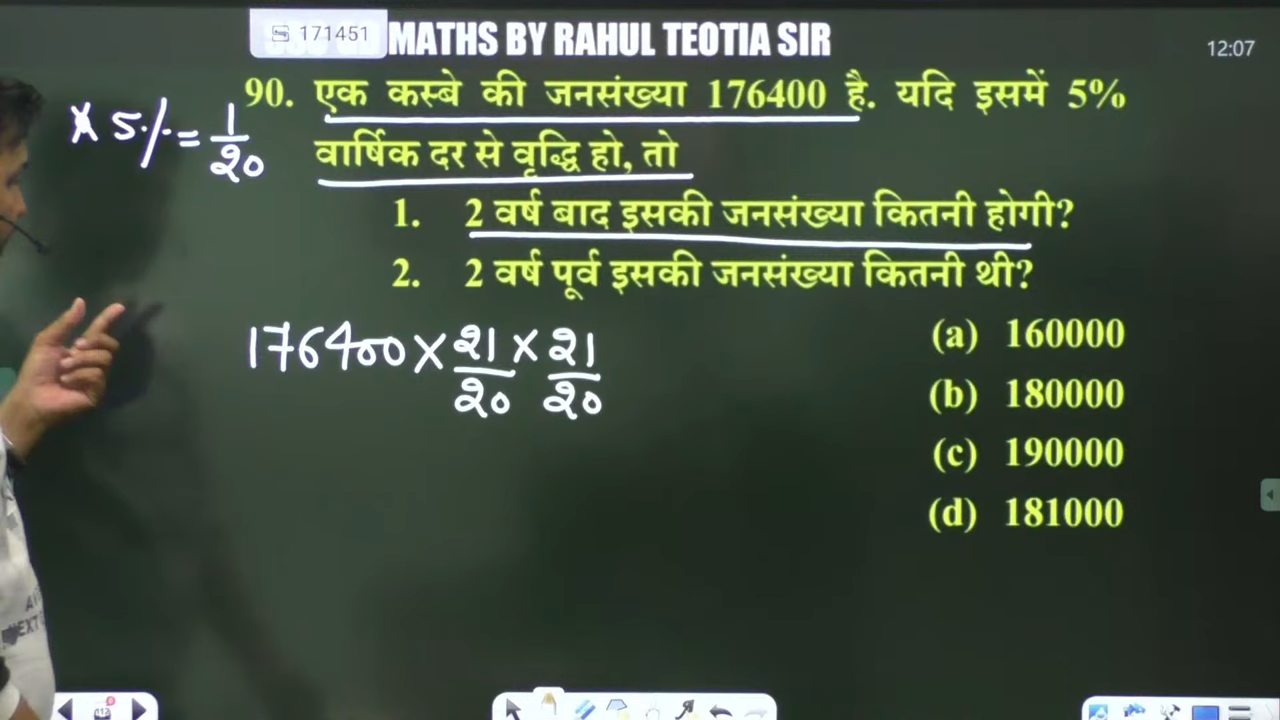 171451
MATHS BY RAHUL TEOTIA SIR
12:07
90. एक कस्बे की जनसंख्या 176400 है. यदि इसमें 5%
वार्षिक दर से वृद्धि हो, तो
* 5% = 1/20
1. 2 वर्ष बाद इसकी जनसंख्या कितनी होगी?
2. 2 वर्ष पूर्व इसकी जनसंख्या कितनी थी?
176400 × 21/20 × 21/20
(a) 160000
(b) 180000
(c) 190000
(d) 181000